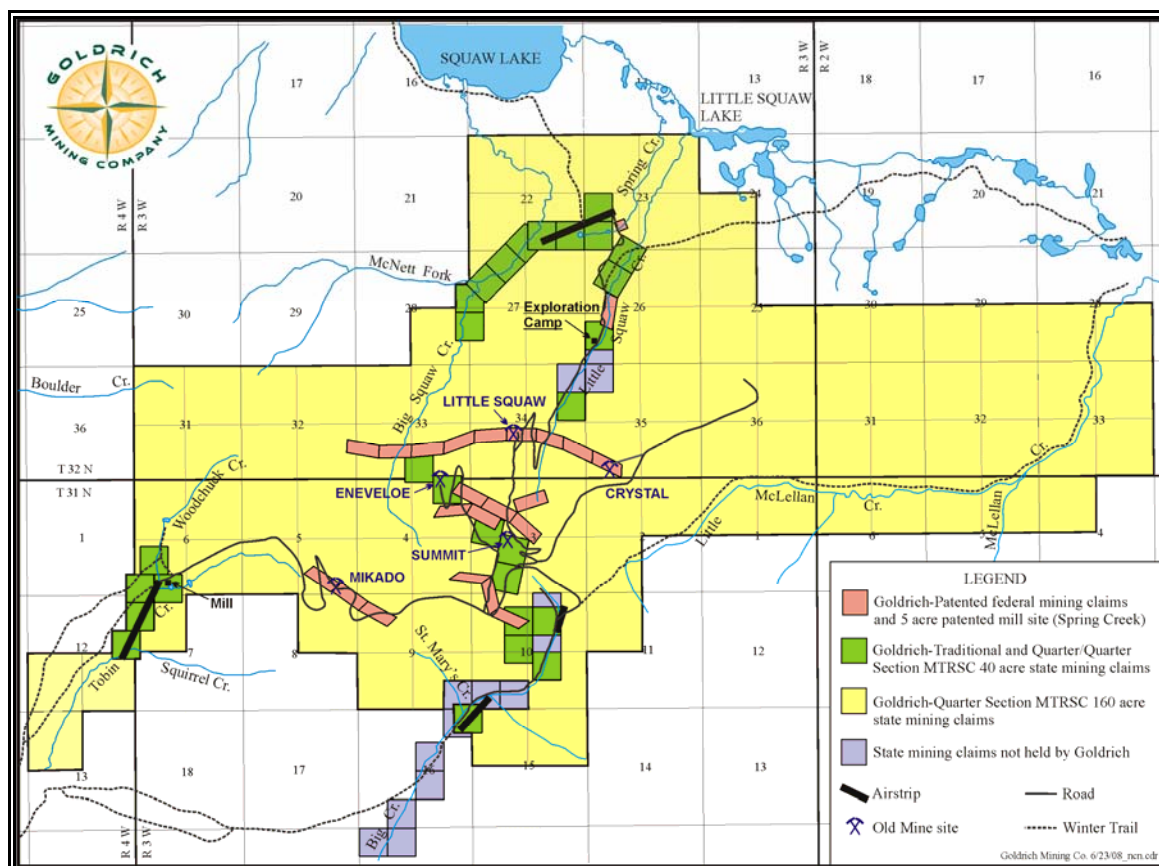 GOLDRICH
MINING COMPANY
SQUAW LAKE
LITTLE SQUAW
LAKE
R 3 W
R 2 W
17
16
13
18
17
16
20
21
22
Spring Cr.
23
24
19
20
21
R 4 W
R 3 W
McNett Fork
25
28
27
26
30
29
Exploration
Camp
Little Squaw Cr.
Big Squaw Cr.
Boulder Cr.
36
31
33
LITTLE SQUAW
34
35
36
31
32
33
T 32 N
T 31 N
Woodchuck Cr.
ENEVELOE
CRYSTAL
McLellan
Cr.
Little
McLellan
Cr.
1
6
5
4
3
2
1
6
5
4
SUMMIT
MIKADO
Mill
Tobin Cr.
12
7
8
9
10
11
12
Squirrel Cr.
St. Mary's Cr.
13
18
17
16
15
14
13
Big Cr.
R 4 W
R 3 W
LEGEND
Goldrich-Patented federal mining claims
and 5 acre patented mill site (Spring Creek)
Goldrich-Traditional and Quarter/Quarter
Section MTRSC 40 acre state mining claims
Goldrich-Quarter Section MTRSC 160 acre
state mining claims
State mining claims not held by Goldrich
Airstrip
Road
Old Mine site
Winter Trail
Goldrich Mining Co. 6/23/08_ncn.cdr